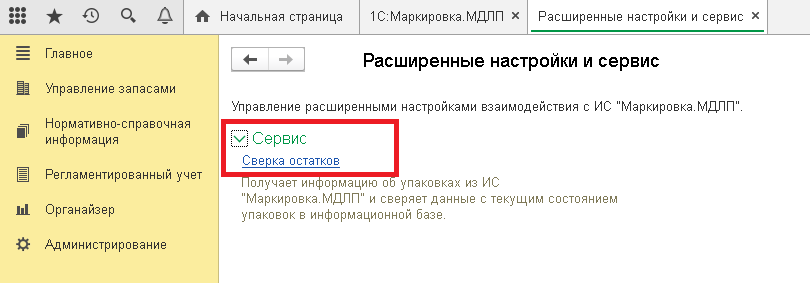 Начальная страница
1С:Маркировка.МДЛП ×
Расширенные настройки и сервис ×
Главное
Управление запасами
Нормативно-справочная
информация
Регламентированный учет
Органайзер
Администрирование
Расширенные настройки и сервис
Управление расширенными настройками взаимодействия с ИС "Маркировка.МДЛП".
Сервис
Сверка остатков
Получает информацию об упаковках из ИС
"Маркировка.МДЛП" и сверяет данные с текущим состоянием
упаковок в информационной базе.